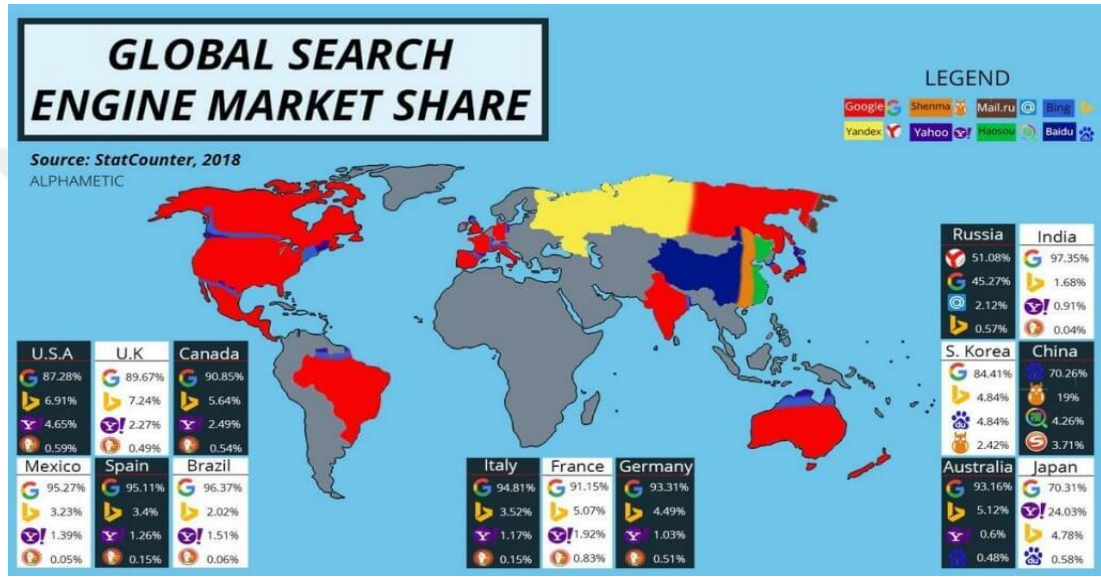 GLOBAL SEARCH
ENGINE MARKET SHARE
Source: StatCounter, 2018
ALPHAMETIC
LEGEND
Google Shenma Mail.ru Bing
Yandex Yahoo Haosou Baidu
Russia
51.08%
45.27%
2.12%
0.57%
India
97.35%
1.68%
0.91%
0.04%
U.S.A
87.28%
6.91%
4.65%
0.59%
U.K
89.67%
7.24%
2.27%
0.49%
Canada
90.85%
5.64%
2.49%
0.54%
S. Korea
84.41%
4.84%
4.84%
2.42%
China
70.26%
19%
4.26%
3.71%
Mexico
95.27%
3.23%
1.39%
0.05%
Spain
95.11%
3.4%
1.26%
0.15%
Brazil
96.37%
2.02%
1.51%
0.06%
Italy
94.81%
3.52%
1.17%
0.15%
France
91.15%
5.07%
1.92%
0.83%
Germany
93.31%
4.49%
1.03%
0.51%
Australia
93.16%
5.12%
0.6%
0.48%
Japan
70.31%
24.03%
4.78%
0.58%